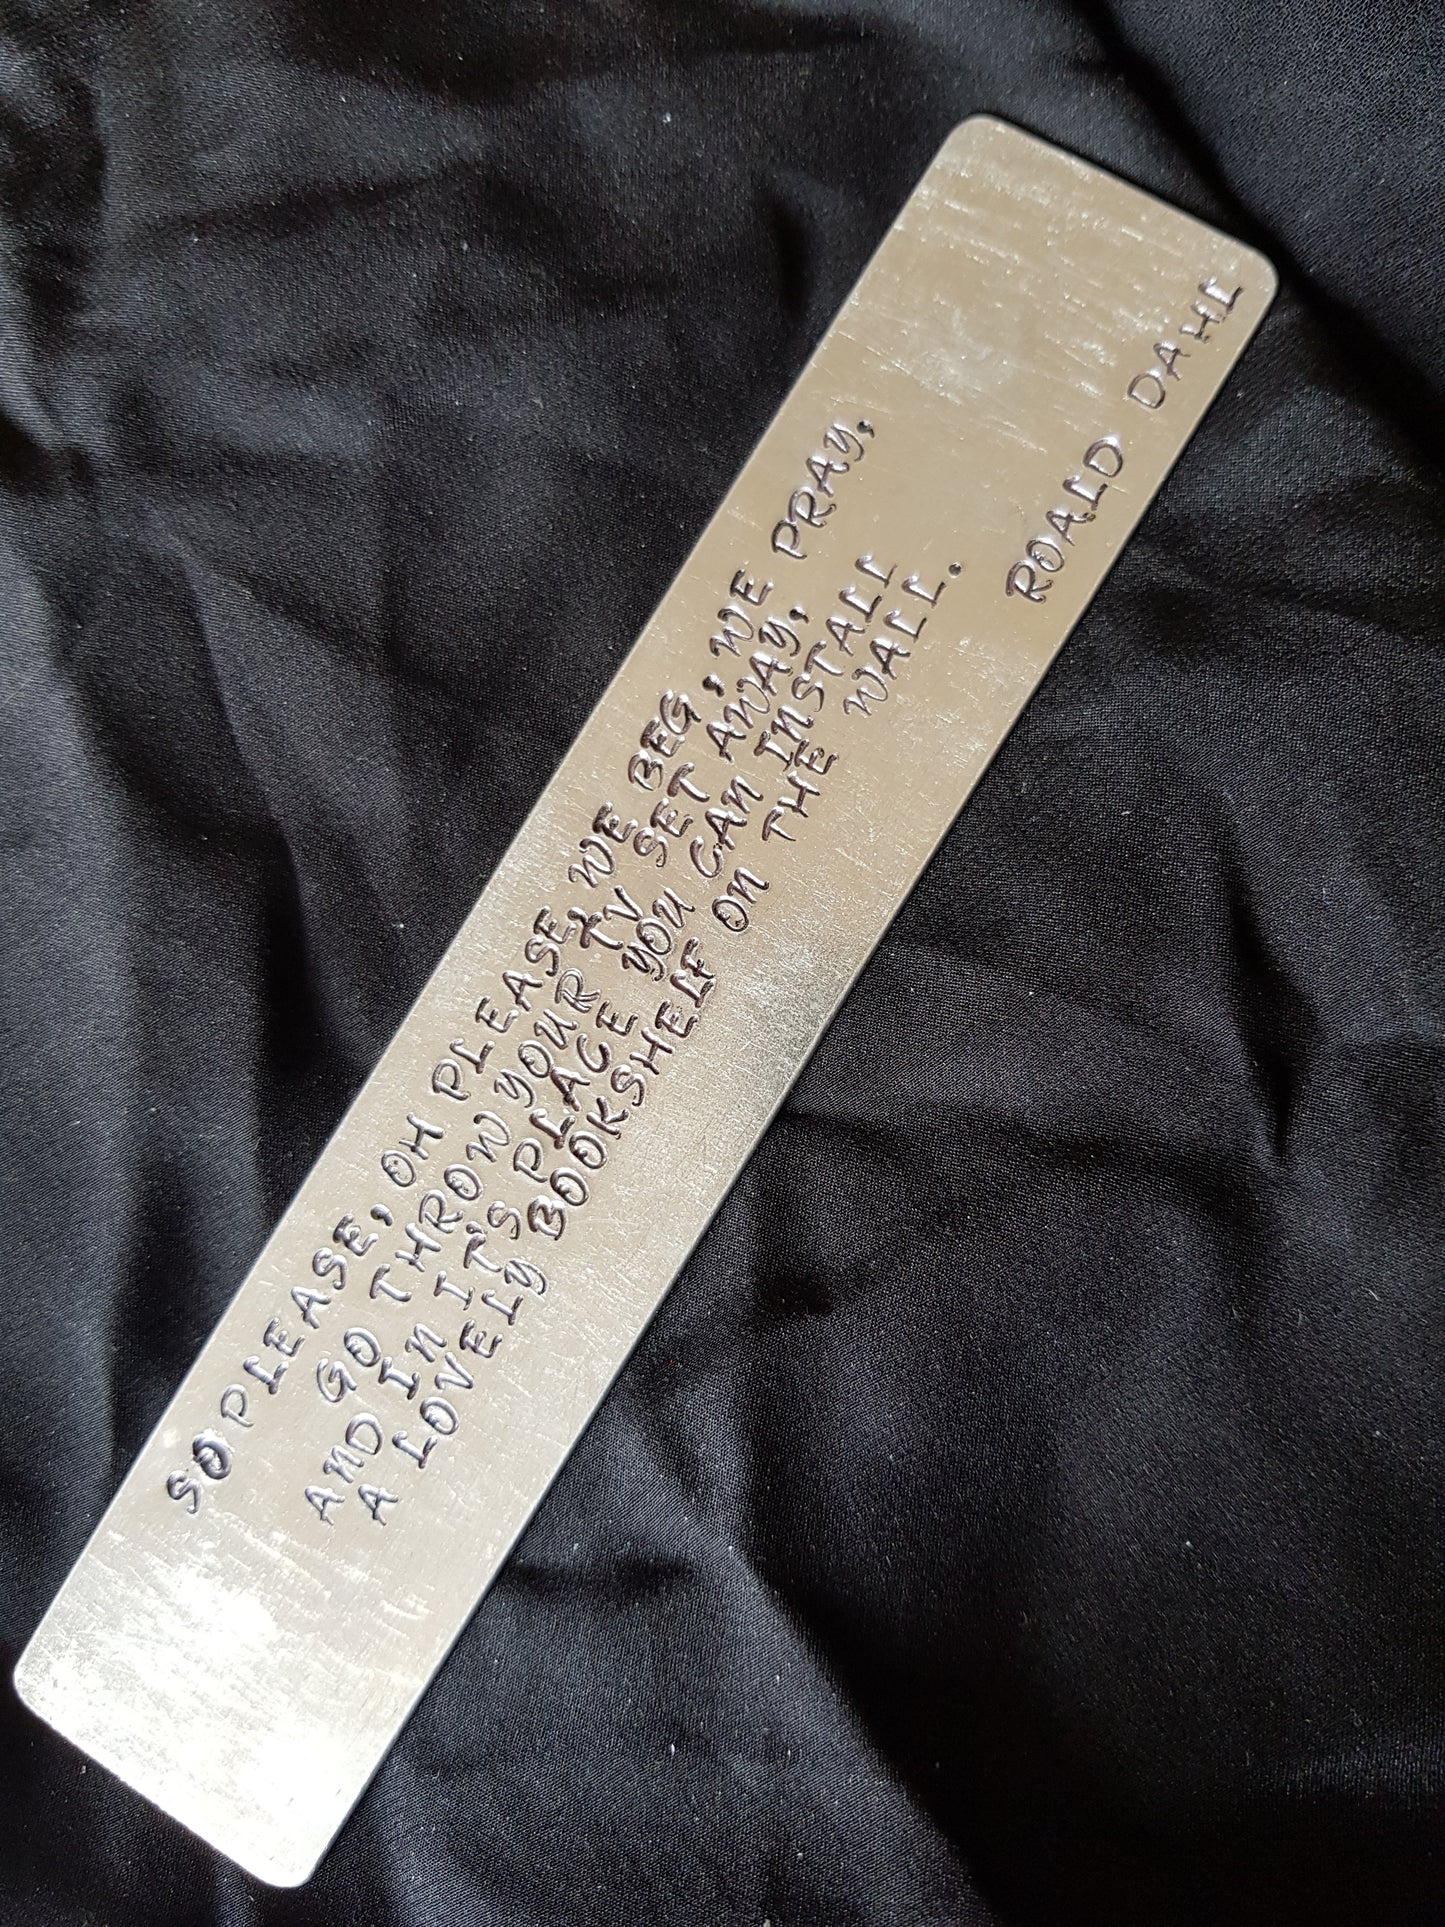 SO PLEASE, OH PLEASE, WE BEG, WE PRAY,
GO THROW YOUR TV SET AWAY,
AND IN IT'S PLACE YOU CAN INSTALL
A LOVELY BOOKSHELF ON THE WALL.
ROALD DAHL